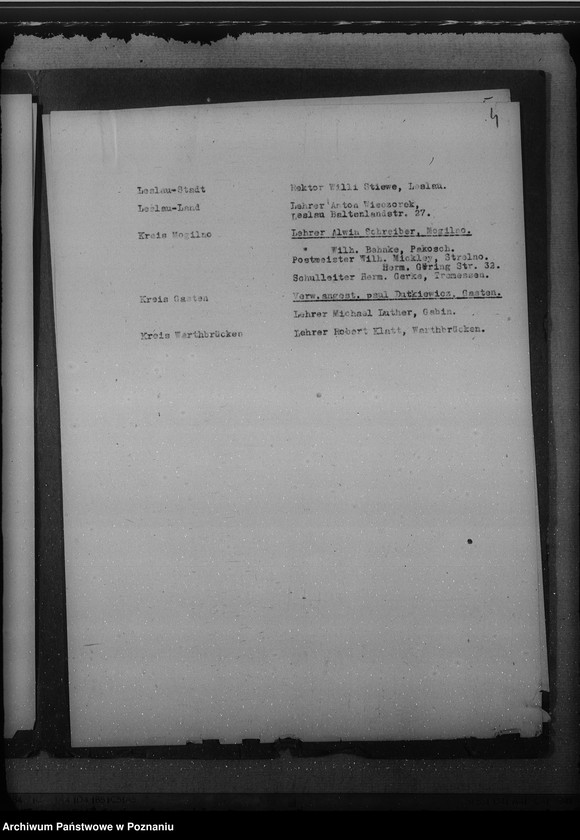 4
Leslau-Stadt Rektor Willi Stiewe, Leslau.
Leslau-Land Lehrer Anton Wieczorek,
Leslau Baltenlandstr. 27.
Kreis Mogilno Lehrer Alwin Schreiber, Mogilno.
" Wilh. Behnke, Pakosch.
Postmeister Wilh. Mickley, Strelno.
Herm. Göring Str. 32.
Schulleiter Herm. Gerke, Tremessen.
Kreis Gasten Verw.angest. paul Dutkiewicz, Gasten.
Lehrer Michael Luther, Gabin.
Kreis Warthbrücken Lehrer Robert Klatt, Warthbrücken.
Archiwum Państwowe w Poznaniu